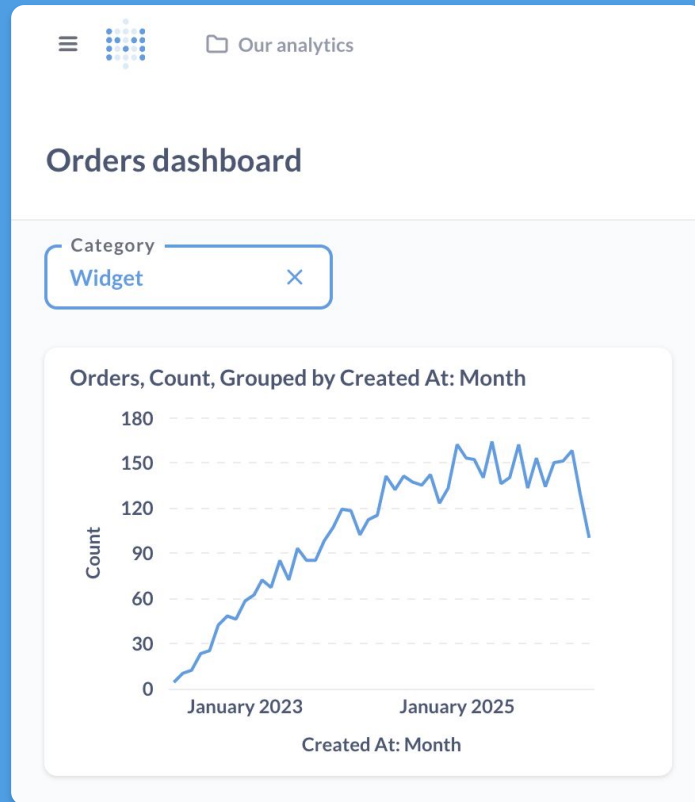 Our analytics
Orders dashboard
Category
Widget
Orders, Count, Grouped by Created At: Month
180
150
120
90
60
30
0
Count
January 2023
January 2025
Created At: Month